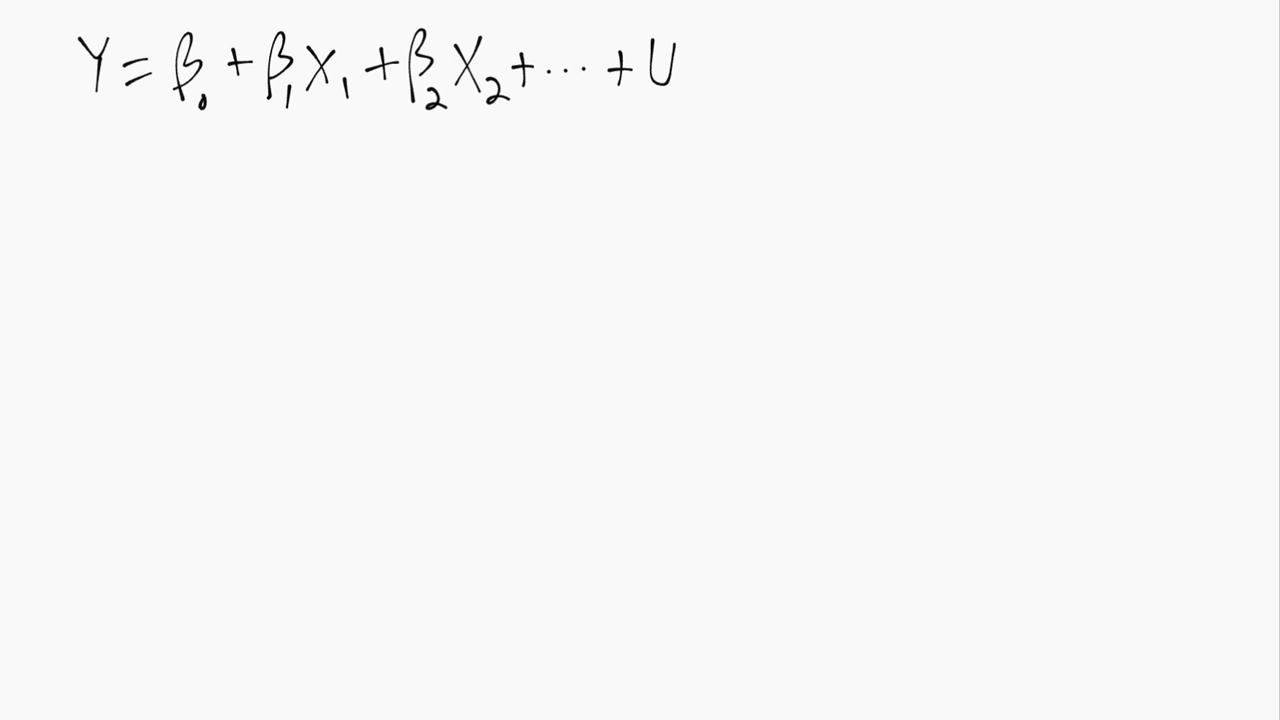 Y = β₀ + β₁X₁ + β₂X₂ + ⋯ + U